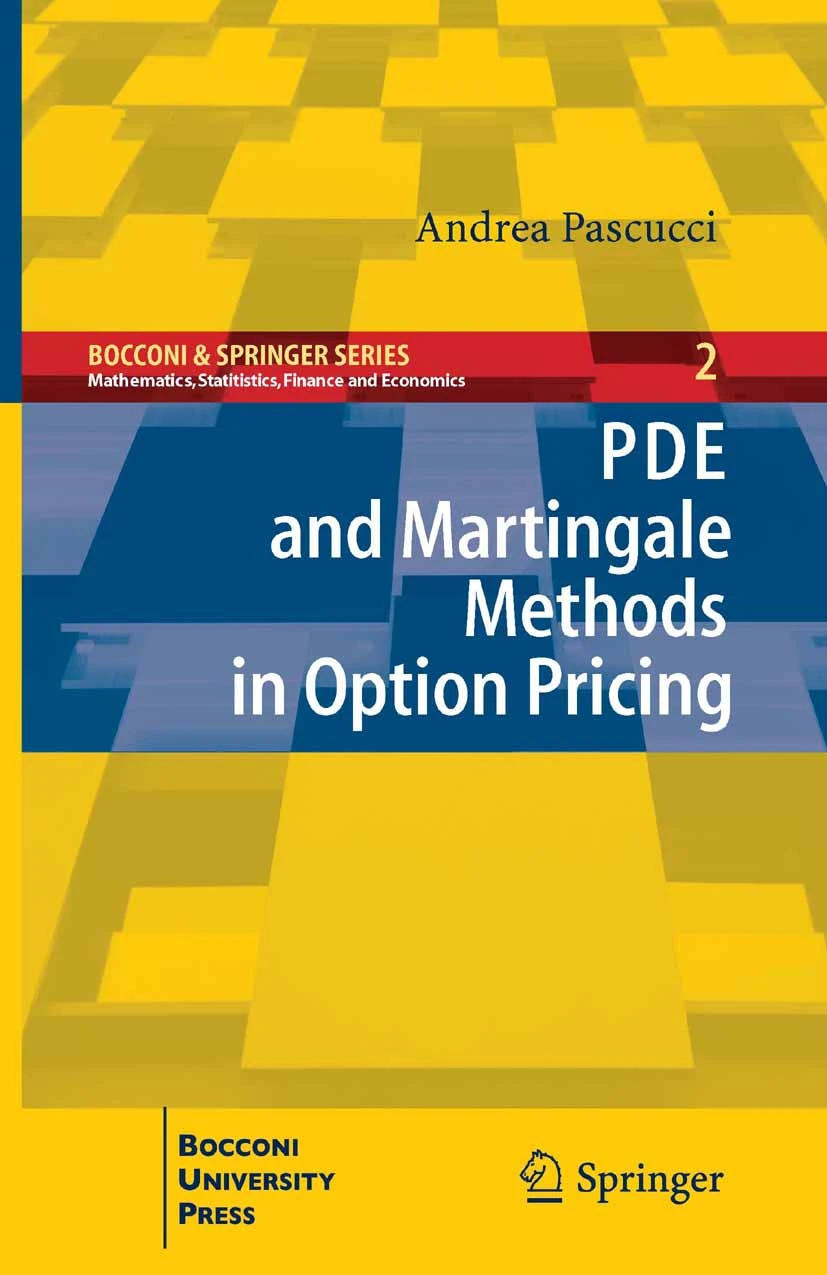 Andrea Pascucci
BOCCONI & SPRINGER SERIES 2
Mathematics, Statitistics, Finance and Economics
PDE
and Martingale
Methods
in Option Pricing
BOCCONI
UNIVERSITY
PRESS
Springer